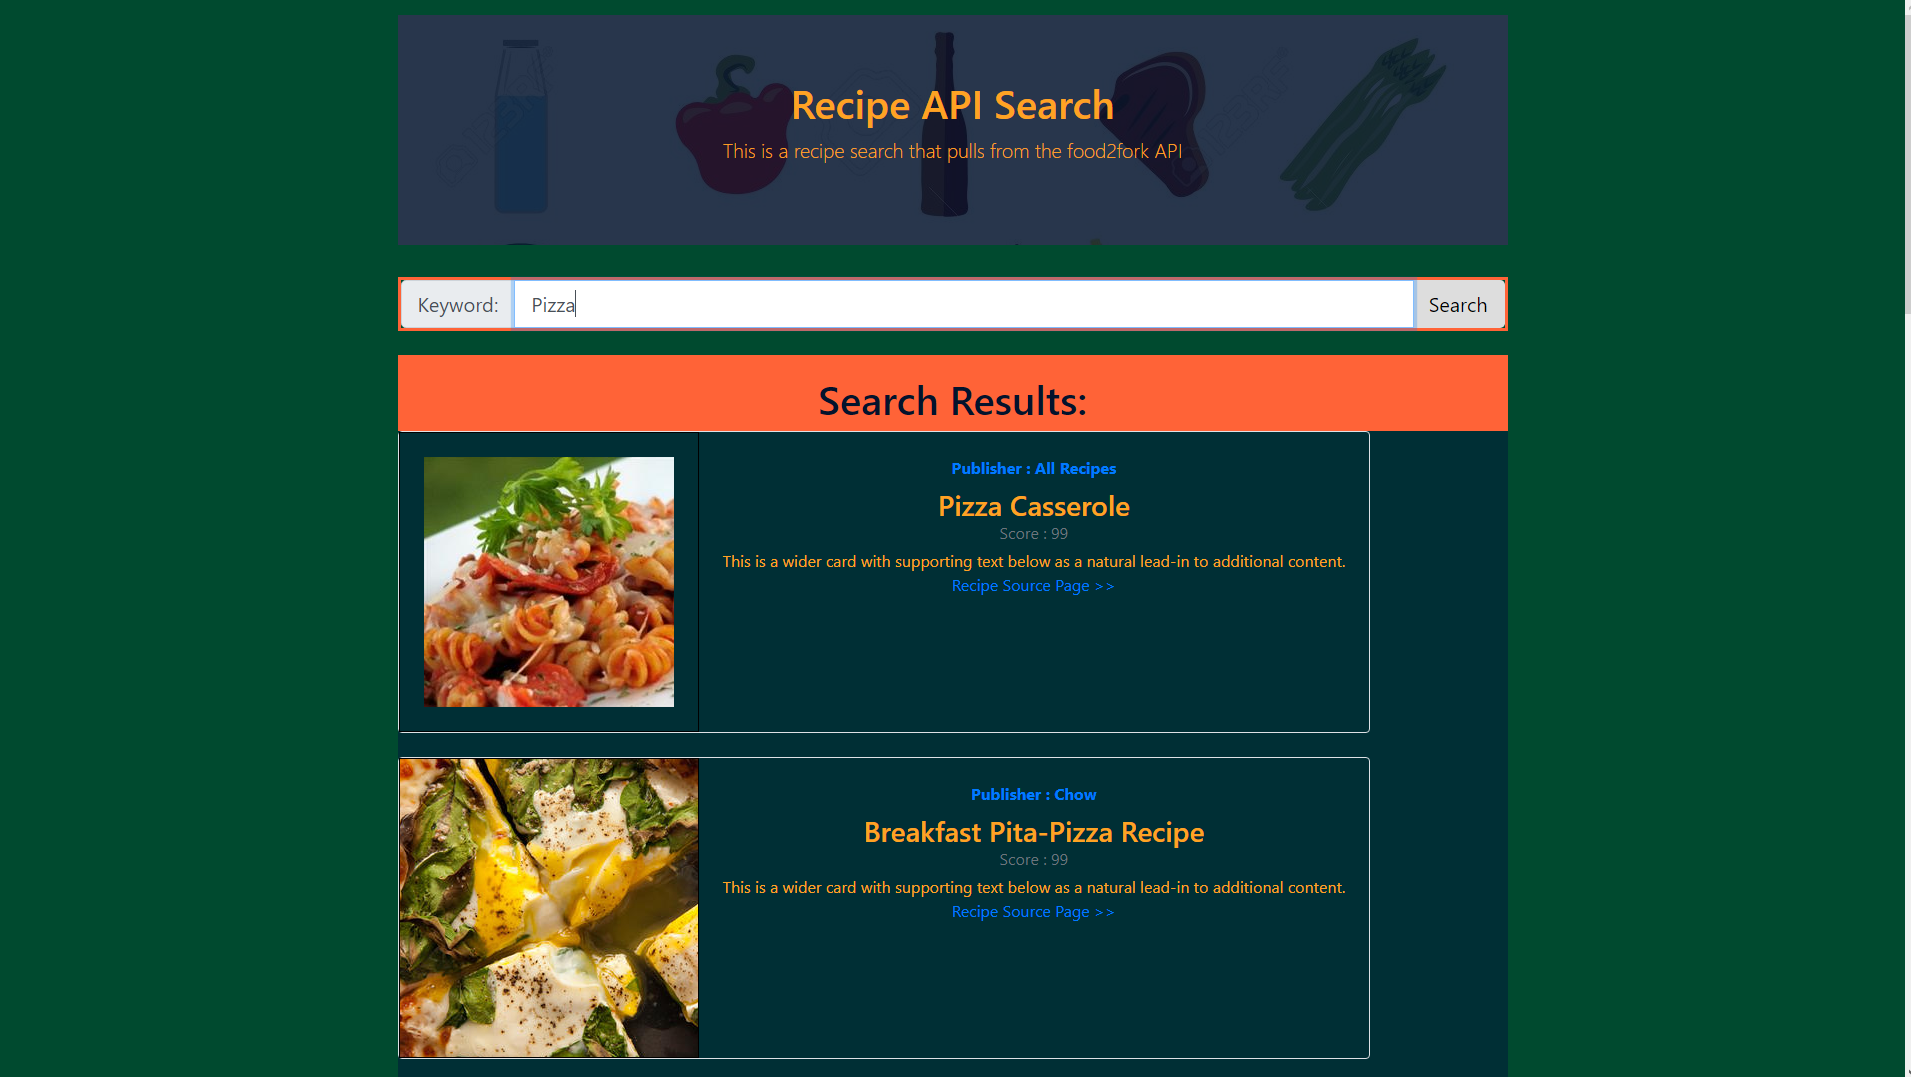 Recipe API Search
This is a recipe search that pulls from the food2fork API
Keyword: Pizza Search
Search Results:
Publisher : All Recipes
Pizza Casserole
Score : 99
This is a wider card with supporting text below as a natural lead-in to additional content.
Recipe Source Page >>
Publisher : Chow
Breakfast Pita-Pizza Recipe
Score : 99
This is a wider card with supporting text below as a natural lead-in to additional content.
Recipe Source Page >>